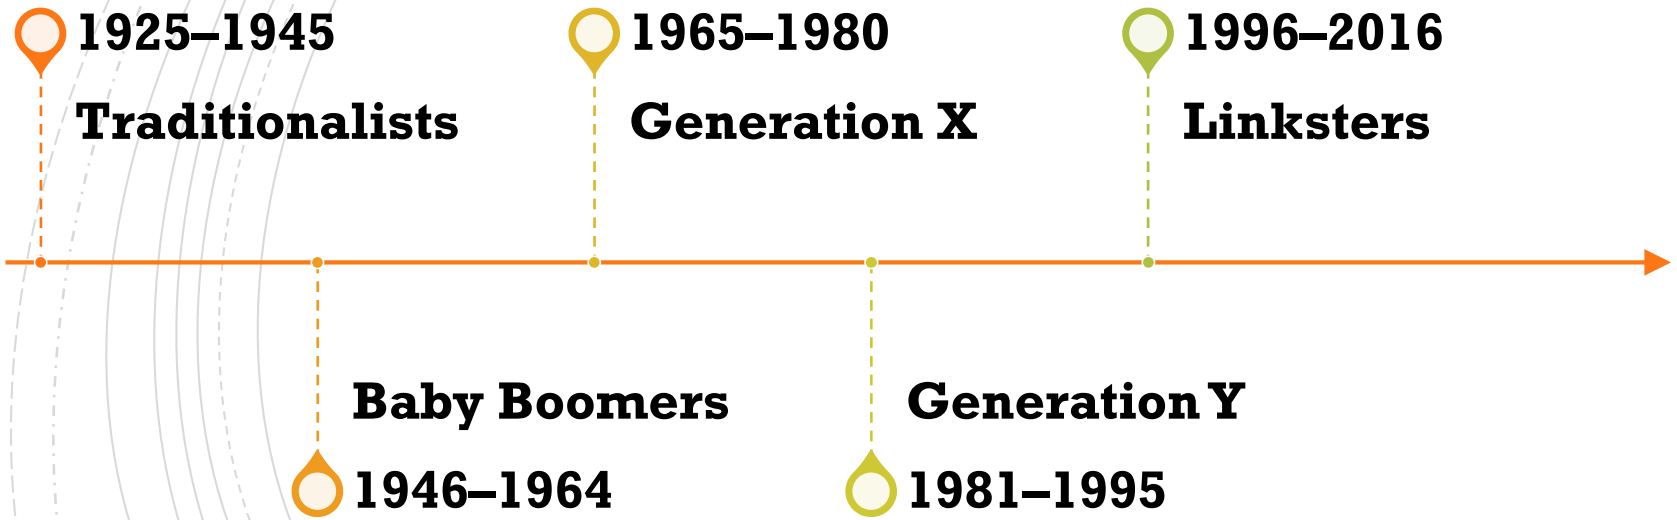 1925–1945
Traditionalists
1965–1980
Generation X
1996–2016
Linksters
Baby Boomers
1946–1964
Generation Y
1981–1995